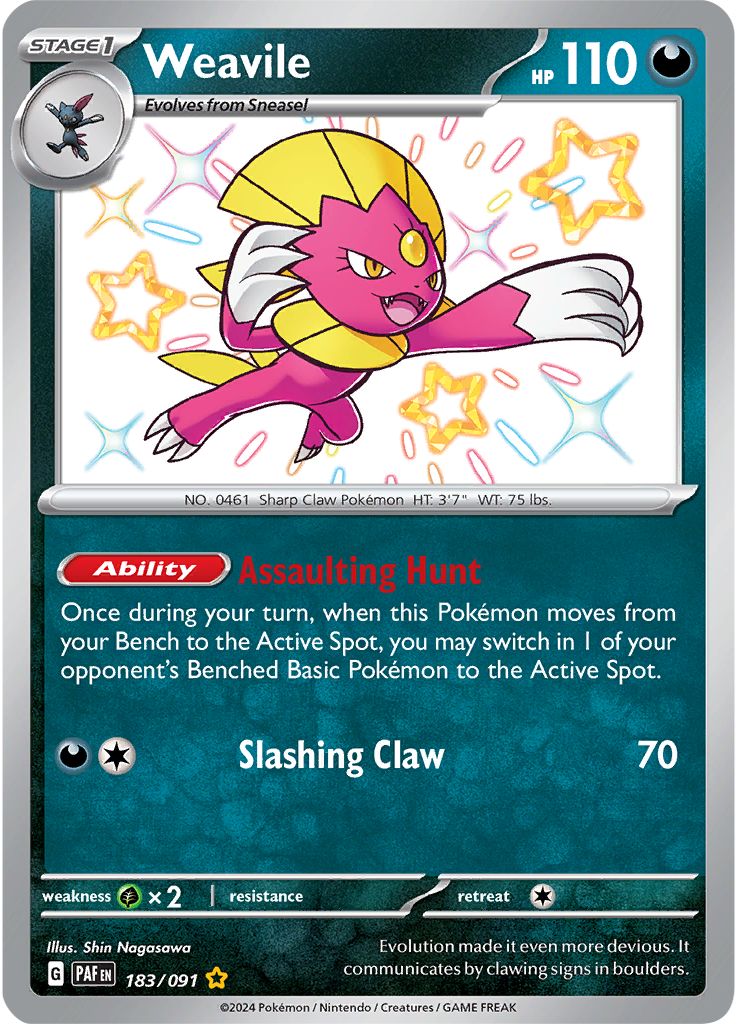 STAGE1 Weavile HP 110
Evolves from Sneasel
NO. 0461 Sharp Claw Pokémon HT: 3'7" WT: 75 lbs.
Ability Assaulting Hunt
Once during your turn, when this Pokémon moves from
your Bench to the Active Spot, you may switch in 1 of your
opponent's Benched Basic Pokémon to the Active Spot.
Slashing Claw 70
weakness ×2 resistance retreat
Illus. Shin Nagasawa
G PAF EN 183/091
Evolution made it even more devious. It
communicates by clawing signs in boulders.
©2024 Pokémon / Nintendo / Creatures / GAME FREAK